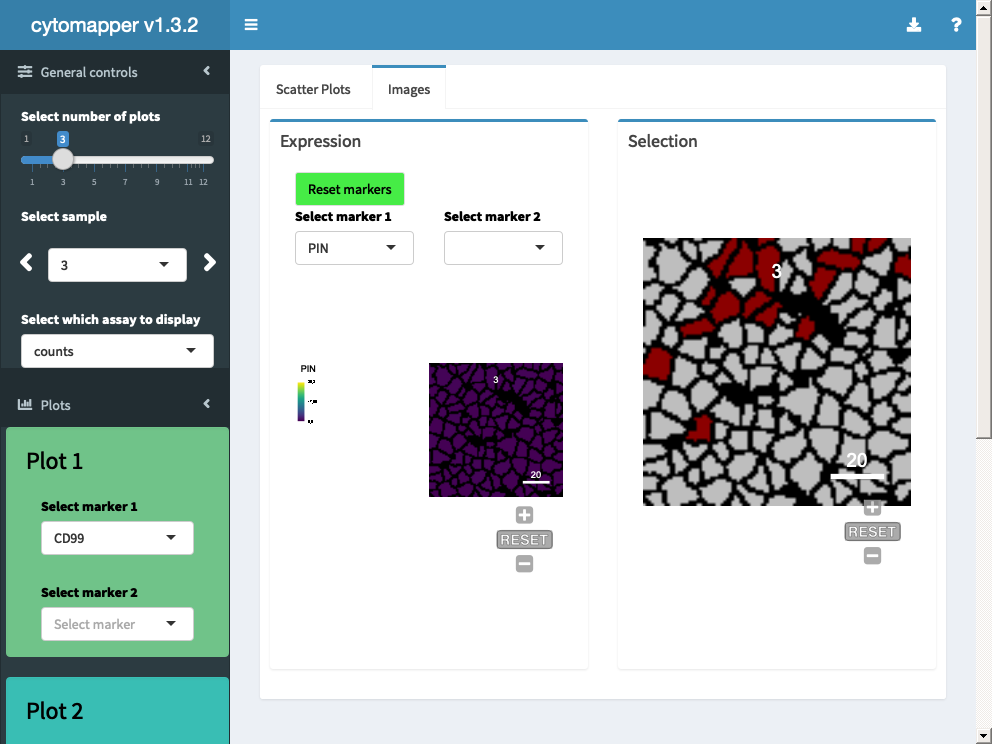 cytomapper v1.3.2
General controls
Select number of plots
1 3 12
1 3 5 7 9 11 12
Select sample
3
Select which assay to display
counts
Plots
Plot 1
Select marker 1
CD99
Select marker 2
Select marker
Plot 2
?
Scatter Plots
Images
Expression
Reset markers
Select marker 1
Select marker 2
PIN
PIN
3
20
RESET
Selection
3
20
RESET